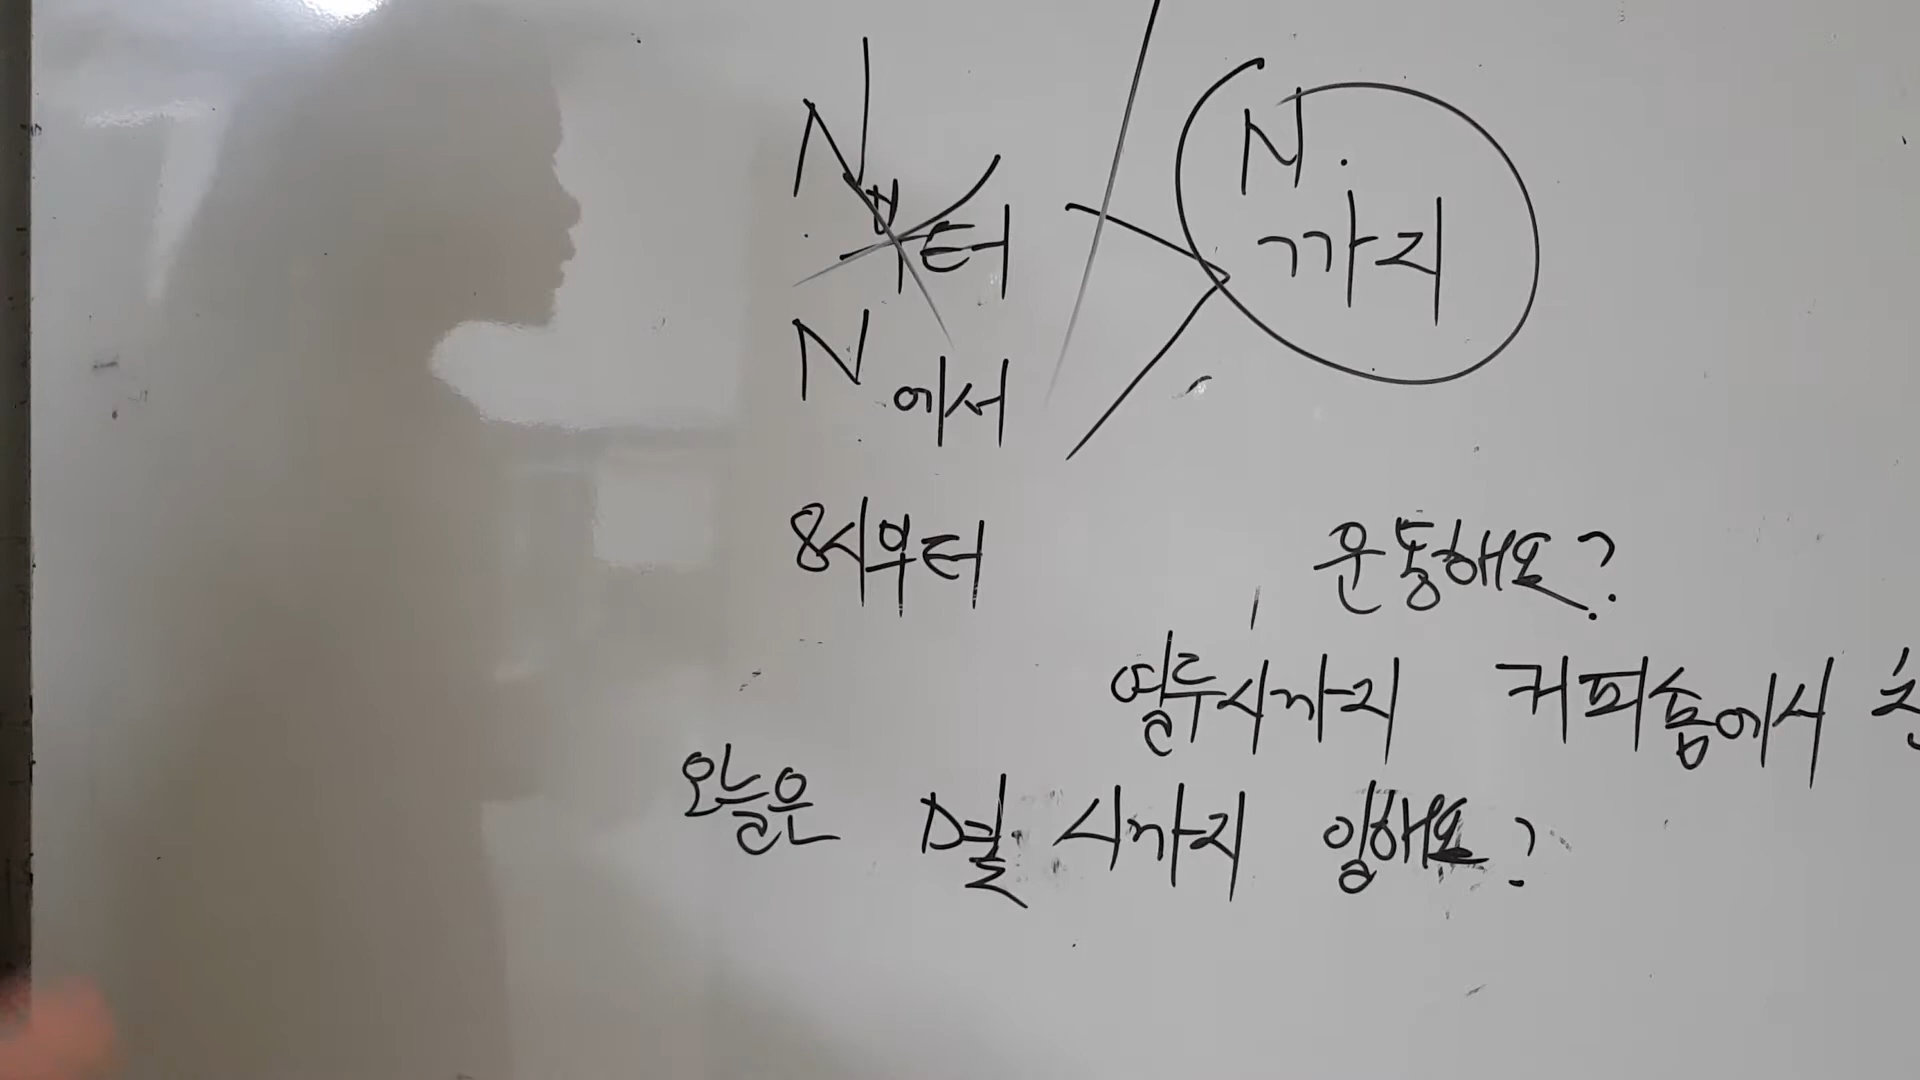 N부터
N.
까지
N에서
8시부터 운동해요?
열두시까지 커피숍에서
오늘은 몇 시까지 일해요?